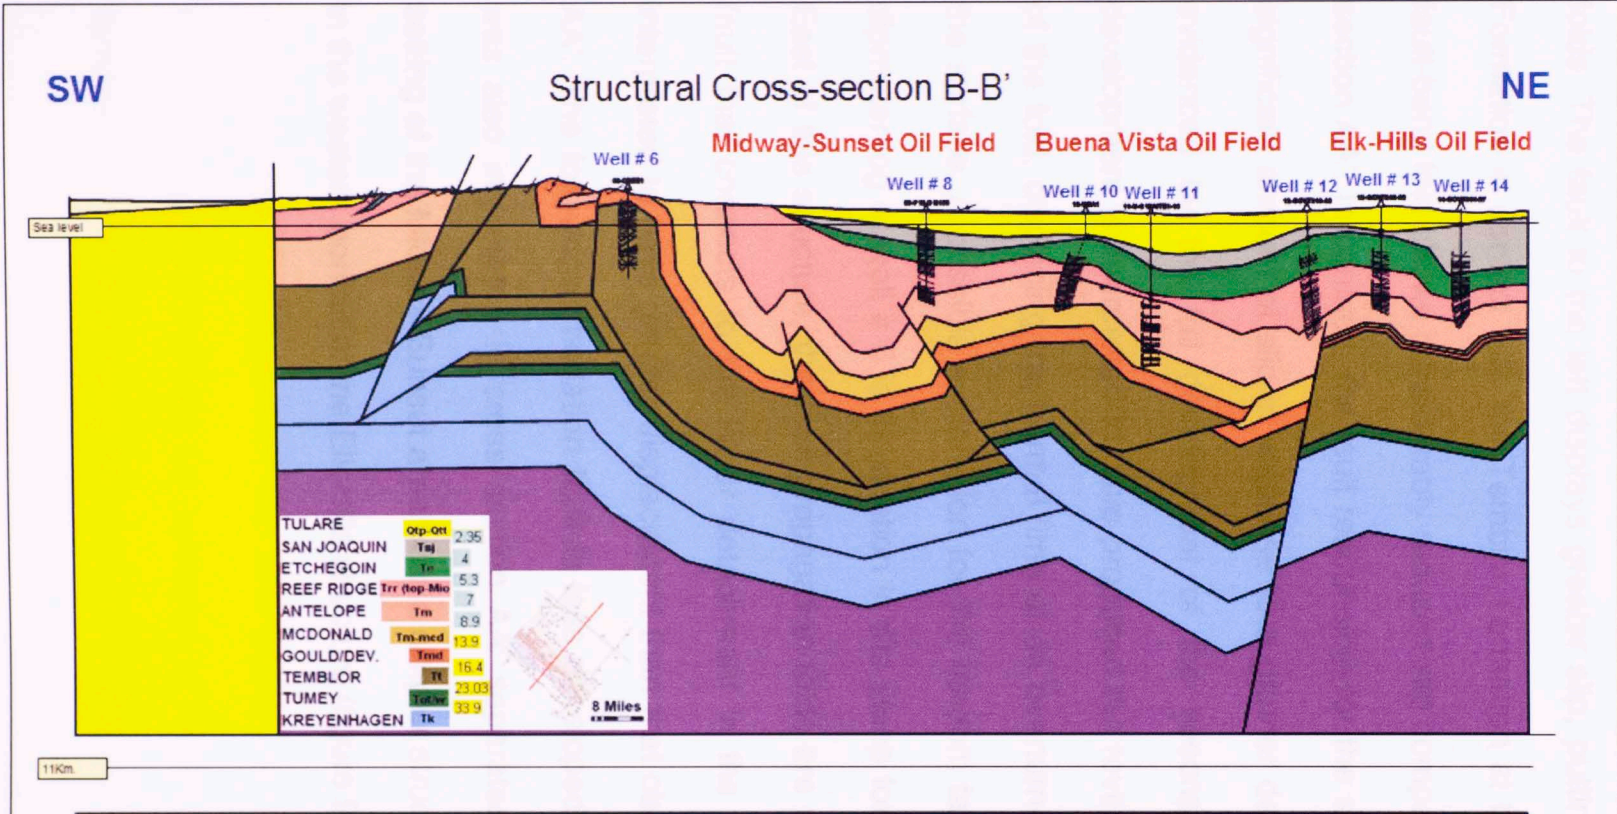 SW
Structural Cross-section B-B'
NE
Midway-Sunset Oil Field
Buena Vista Oil Field
Elk-Hills Oil Field
Well # 6
Well # 8
Well # 10
Well # 11
Well # 12
Well # 13
Well # 14
Sea level
TULARE Qtp-Qtt
2.35
SAN JOAQUIN Tsj
4
ETCHEGOIN Te
5.3
REEF RIDGE Trr (top-Mio
7
ANTELOPE Tm
8.9
MCDONALD Tm-mcd
13.9
GOULD/DEV. Tmd
16.4
TEMBLOR Tt
23.03
TUMEY
33.9
KREYENHAGEN Tk
8 Miles
11Km.